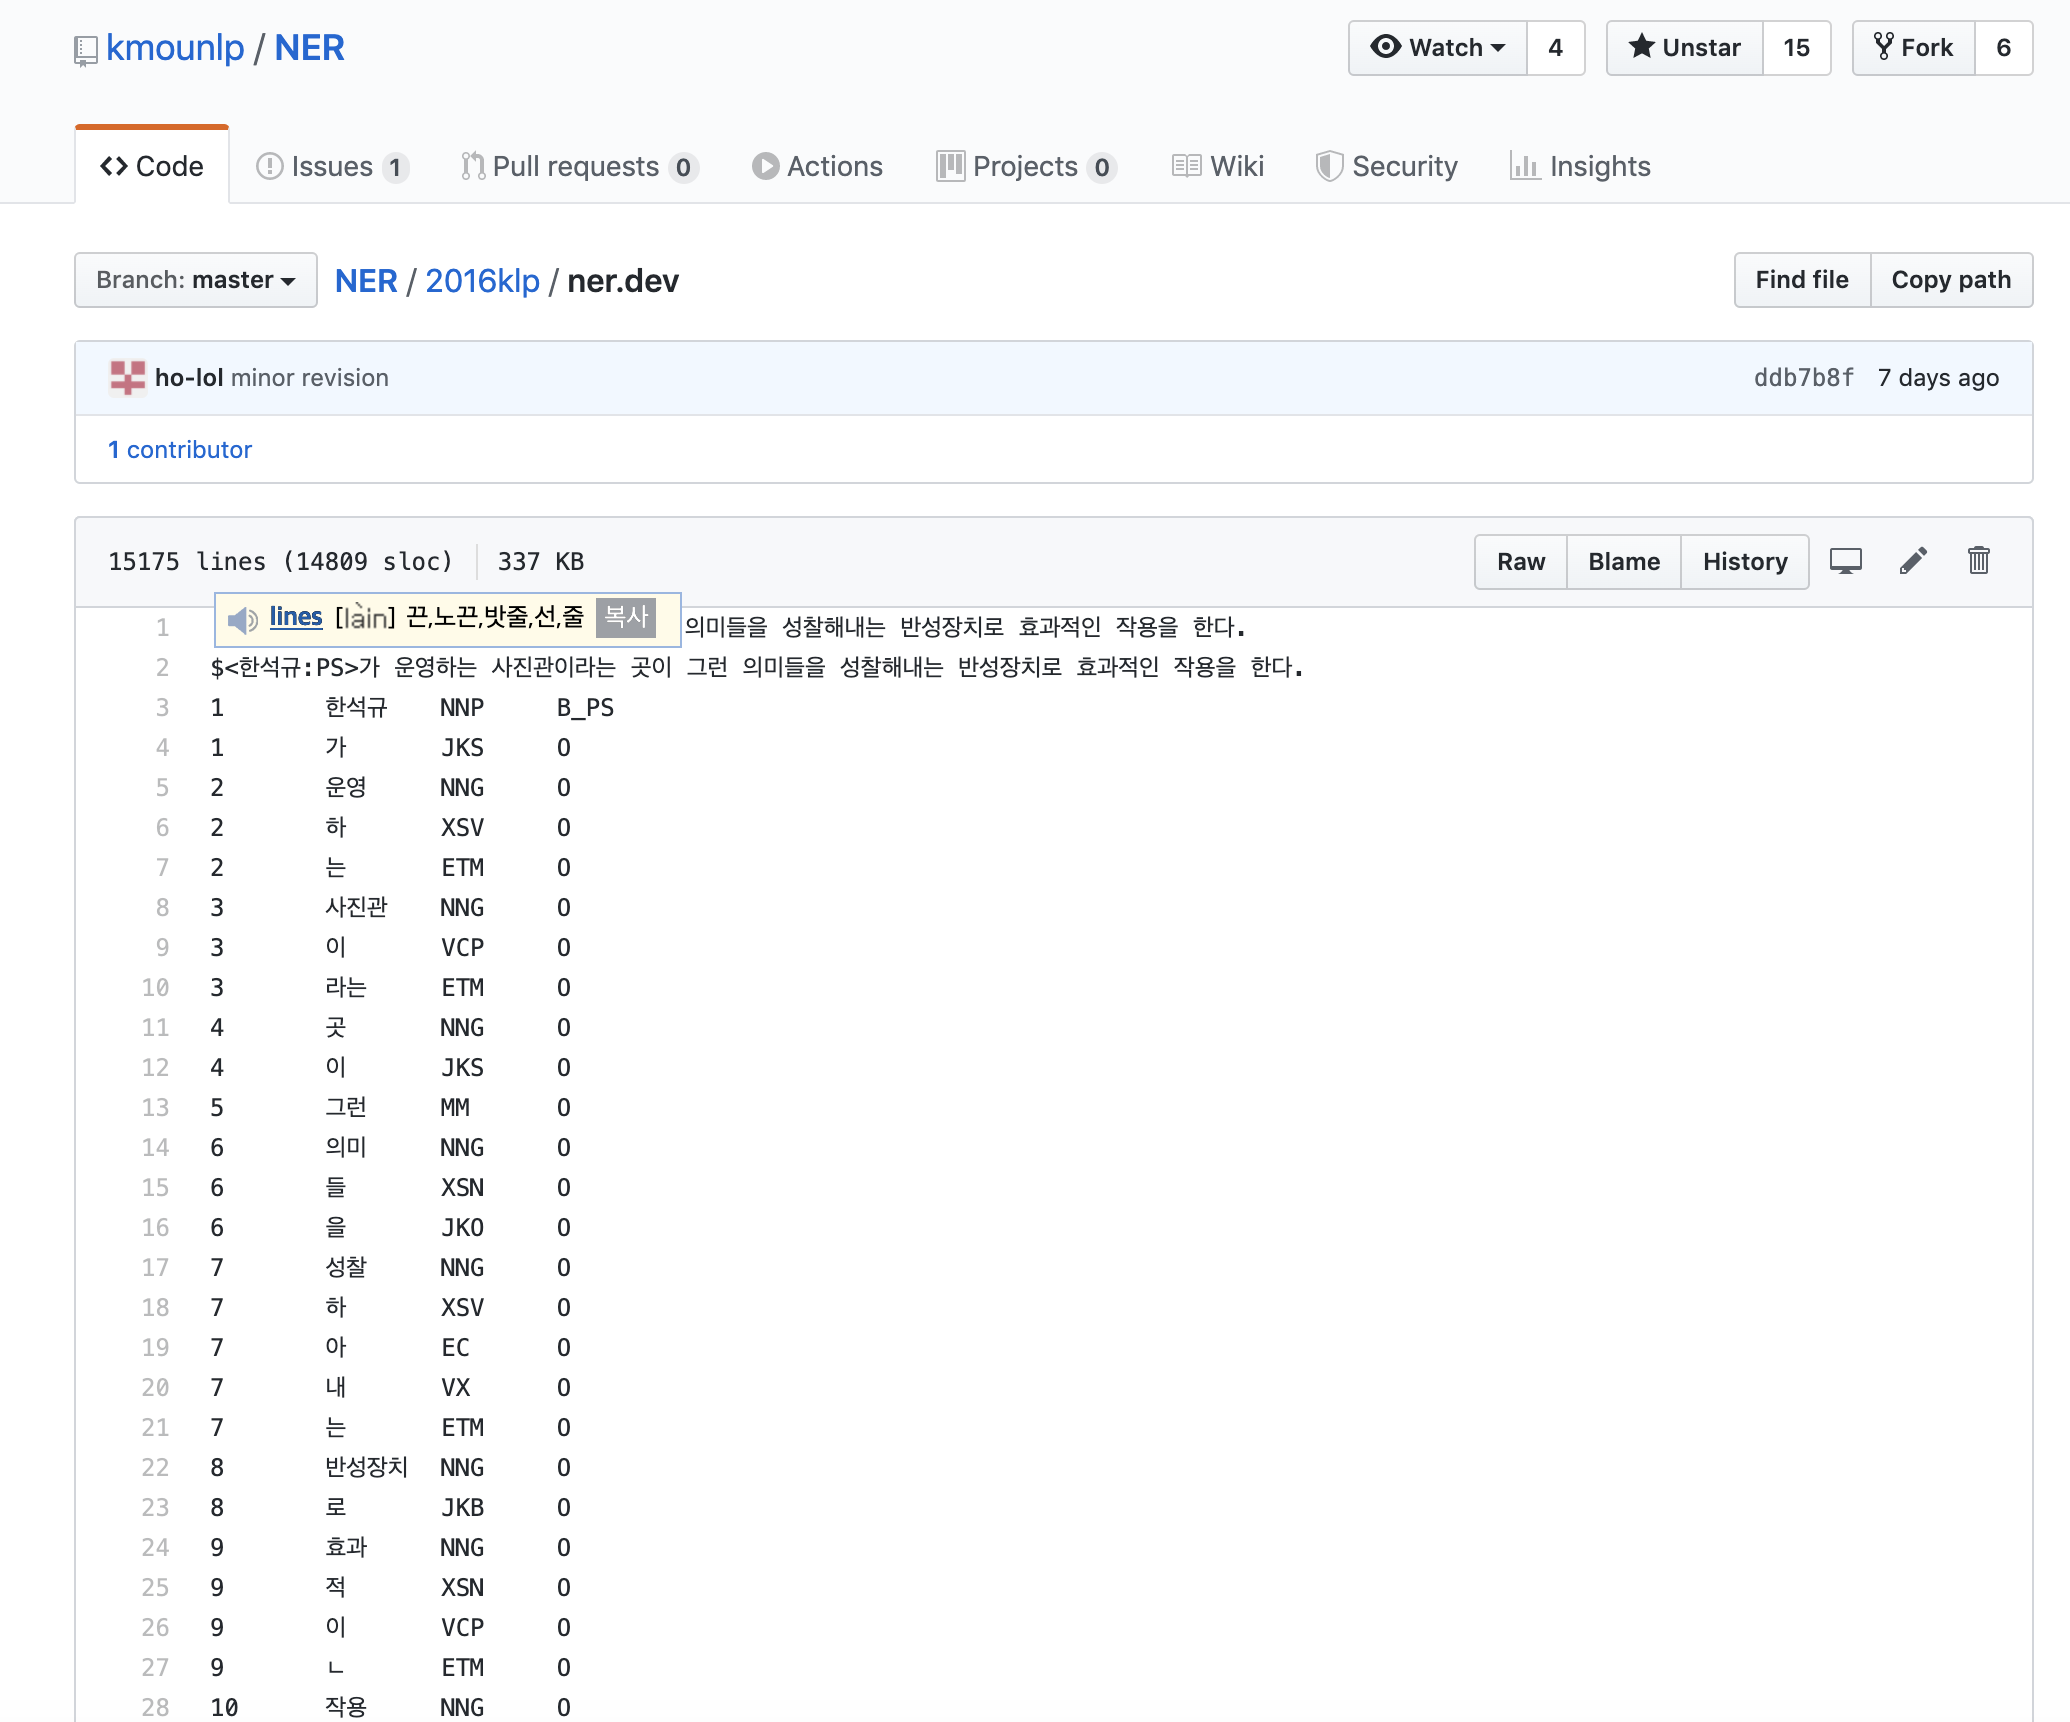 kmounlp / NER
Watch 4 Unstar 15 Fork 6
Code Issues 1 Pull requests 0 Actions Projects 0 Wiki Security Insights
Branch: master NER / 2016klp / ner.dev Find file Copy path
ho-lol minor revision ddb7b8f 7 days ago
1 contributor
15175 lines (14809 sloc) 337 KB Raw Blame History
lines [làin] 끈,노끈,밧줄,선,줄 복사
1 의미들을 성찰해내는 반성장치로 효과적인 작용을 한다.
2 $<한석규:PS>가 운영하는 사진관이라는 곳이 그런 의미들을 성찰해내는 반성장치로 효과적인 작용을 한다.
3 1 한석규 NNP B_PS
4 1 가 JKS O
5 2 운영 NNG O
6 2 하 XSV O
7 2 는 ETM O
8 3 사진관 NNG O
9 3 이 VCP O
10 3 라는 ETM O
11 4 곳 NNG O
12 4 이 JKS O
13 5 그런 MM O
14 6 의미 NNG O
15 6 들 XSN O
16 6 을 JKO O
17 7 성찰 NNG O
18 7 하 XSV O
19 7 아 EC O
20 7 내 VX O
21 7 는 ETM O
22 8 반성장치 NNG O
23 8 로 JKB O
24 9 효과 NNG O
25 9 적 XSN O
26 9 이 VCP O
27 9 ㄴ ETM O
28 10 작용 NNG O